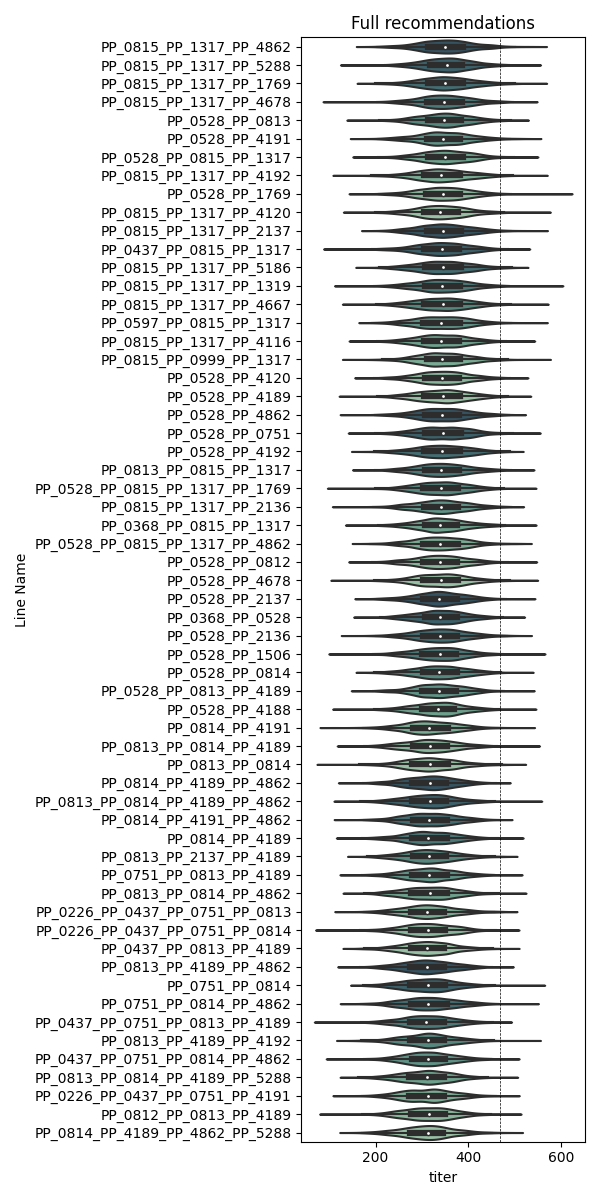 Full recommendations
PP_0815_PP_1317_PP_4862
PP_0815_PP_1317_PP_5288
PP_0815_PP_1317_PP_1769
PP_0815_PP_1317_PP_4678
PP_0528_PP_0813
PP_0528_PP_4191
PP_0528_PP_0815_PP_1317
PP_0815_PP_1317_PP_4192
PP_0528_PP_1769
PP_0815_PP_1317_PP_4120
PP_0815_PP_1317_PP_2137
PP_0437_PP_0815_PP_1317
PP_0815_PP_1317_PP_5186
PP_0815_PP_1317_PP_1319
PP_0815_PP_1317_PP_4667
PP_0597_PP_0815_PP_1317
PP_0815_PP_1317_PP_4116
PP_0815_PP_0999_PP_1317
PP_0528_PP_4120
PP_0528_PP_4189
PP_0528_PP_4862
PP_0528_PP_0751
PP_0528_PP_4192
PP_0813_PP_0815_PP_1317
PP_0528_PP_0815_PP_1317_PP_1769
PP_0815_PP_1317_PP_2136
PP_0368_PP_0815_PP_1317
PP_0528_PP_0815_PP_1317_PP_4862
PP_0528_PP_0812
PP_0528_PP_4678
PP_0528_PP_2137
PP_0368_PP_0528
PP_0528_PP_2136
PP_0528_PP_1506
PP_0528_PP_0814
PP_0528_PP_0813_PP_4189
PP_0528_PP_4188
PP_0814_PP_4191
PP_0813_PP_0814_PP_4189
PP_0813_PP_0814
PP_0814_PP_4189_PP_4862
PP_0813_PP_0814_PP_4189_PP_4862
PP_0814_PP_4191_PP_4862
PP_0814_PP_4189
PP_0813_PP_2137_PP_4189
PP_0751_PP_0813_PP_4189
PP_0813_PP_0814_PP_4862
PP_0226_PP_0437_PP_0751_PP_0813
PP_0226_PP_0437_PP_0751_PP_0814
PP_0437_PP_0813_PP_4189
PP_0813_PP_4189_PP_4862
PP_0751_PP_0814
PP_0751_PP_0814_PP_4862
PP_0437_PP_0751_PP_0813_PP_4189
PP_0813_PP_4189_PP_4192
PP_0437_PP_0751_PP_0814_PP_4862
PP_0813_PP_0814_PP_4189_PP_5288
PP_0226_PP_0437_PP_0751_PP_4191
PP_0812_PP_0813_PP_4189
PP_0814_PP_4189_PP_4862_PP_5288
Line Name
200 400 600
titer